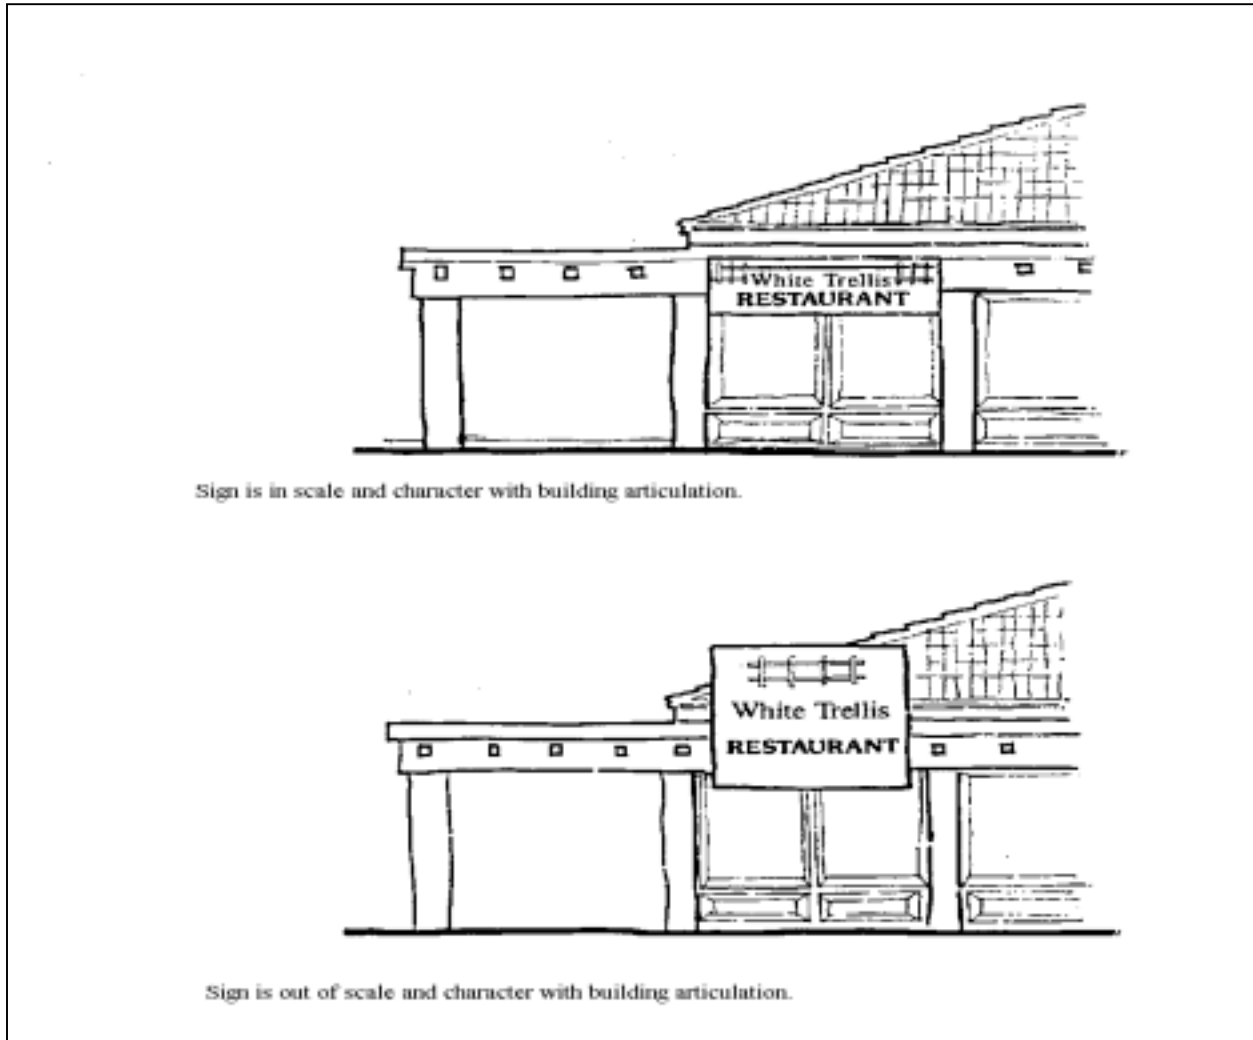 White Trellis
RESTAURANT
Sign is in scale and character with building articulation.
White Trellis
RESTAURANT
Sign is out of scale and character with building articulation.